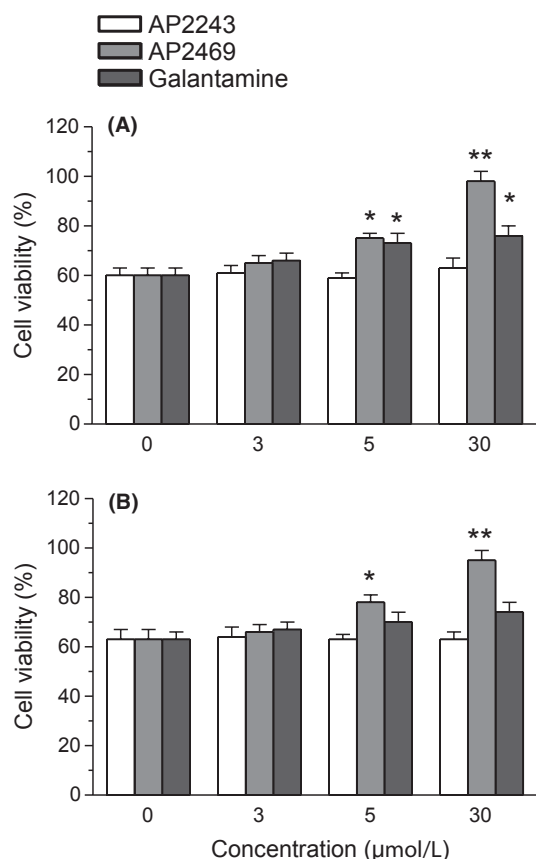 AP2243
AP2469
Galantamine
(A)
120
100
80
60
40
20
0
Cell viability (%)
* *
** *
0 3 5 30
(B)
120
100
80
60
40
20
0
Cell viability (%)
*
**
0 3 5 30
Concentration (µmol/L)